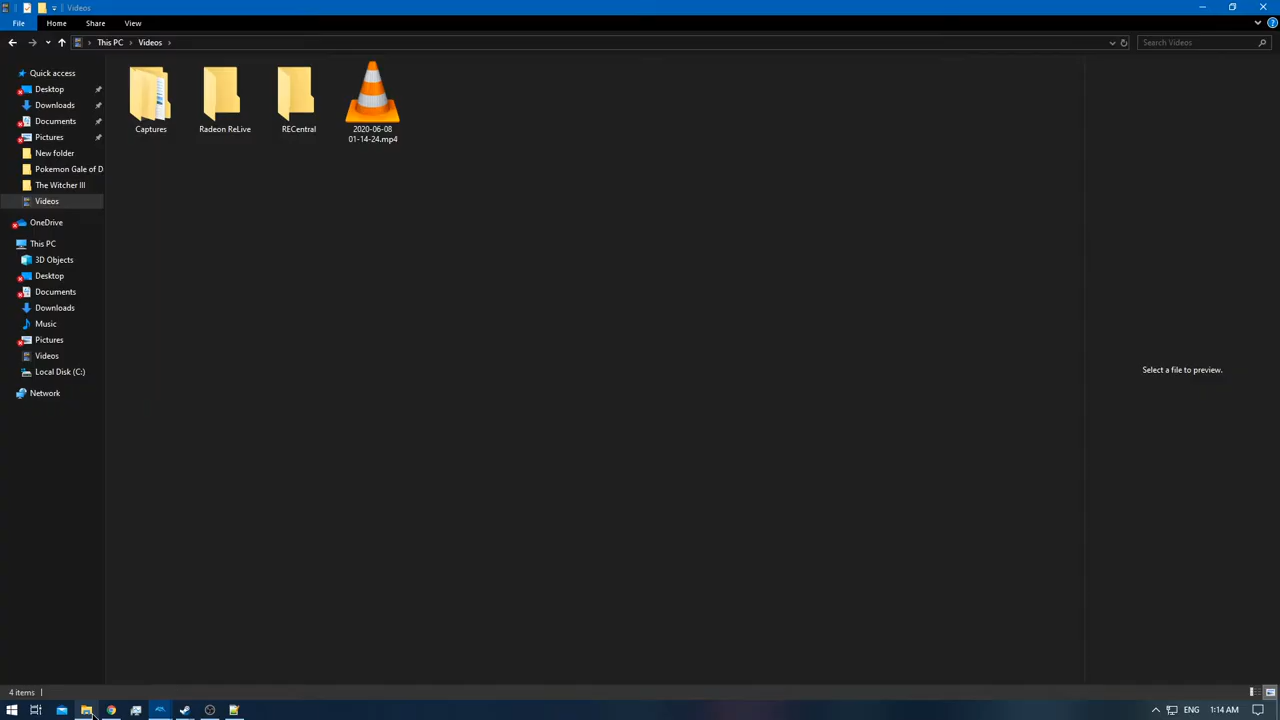 Videos
File
Home
Share
View
This PC
Videos
Search Videos
Quick access
Desktop
Downloads
Documents
Pictures
New folder
Pokemon Gale of D
The Witcher III
Videos
OneDrive
This PC
3D Objects
Desktop
Documents
Downloads
Music
Pictures
Videos
Local Disk (C:)
Network
Captures
Radeon ReLive
RECentral
2020-06-08
01-14-24.mp4
Select a file to preview.
4 items
ENG
1:14 AM